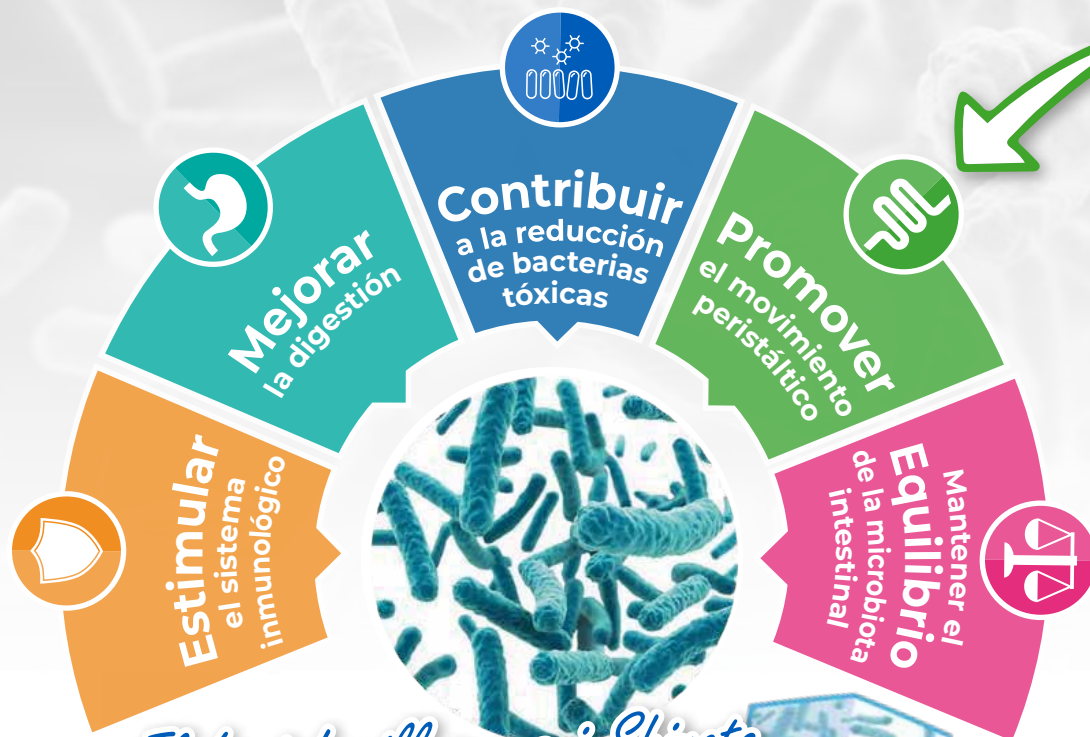 Estimular
el sistema
inmunológico
Mejorar
la digestión
Contribuir
a la reducción
de bacterias
tóxicas
Promover
el movimiento
peristáltico
Mantener el
Equilibrio
de la microbiota
intestinal